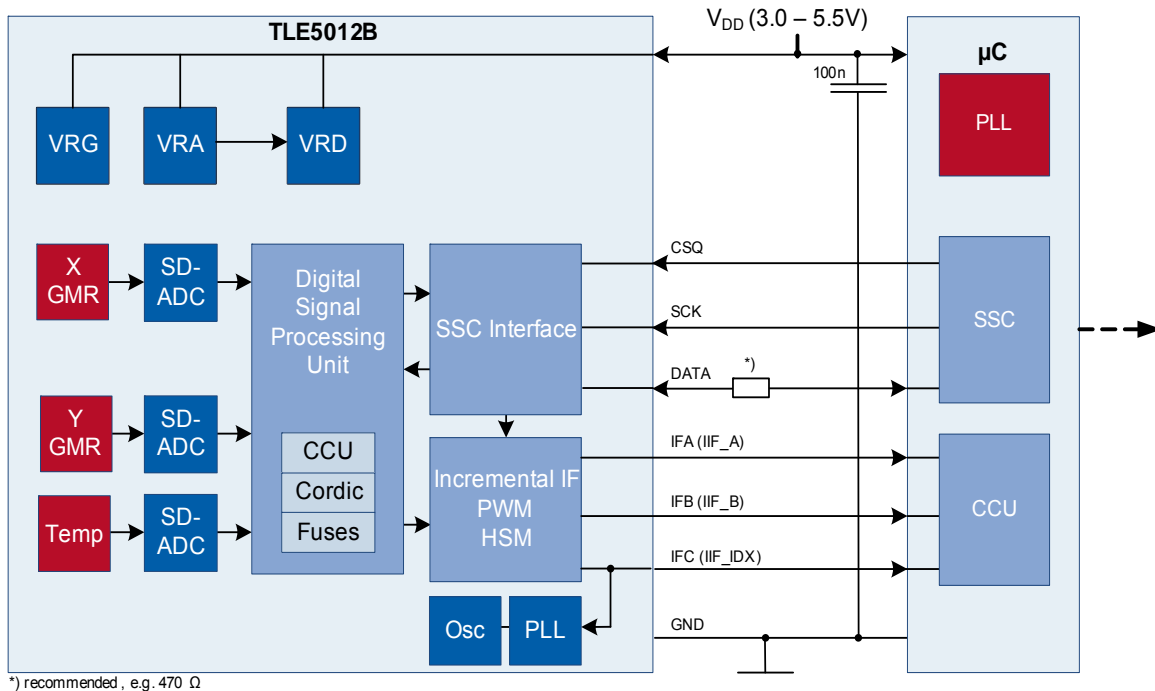 TLE5012B
V_DD (3.0 – 5.5V)
µC
100n
VRG
VRA
VRD
PLL
X
GMR
SD-
ADC
Digital
Signal
Processing
Unit
SSC Interface
CSQ
SCK
DATA
*)
SSC
Y
GMR
SD-
ADC
CCU
Cordic
Fuses
Incremental IF
PWM
HSM
IFA (IIF_A)
IFB (IIF_B)
IFC (IIF_IDX)
CCU
Temp
SD-
ADC
Osc
PLL
GND
*) recommended , e.g. 470 Ω